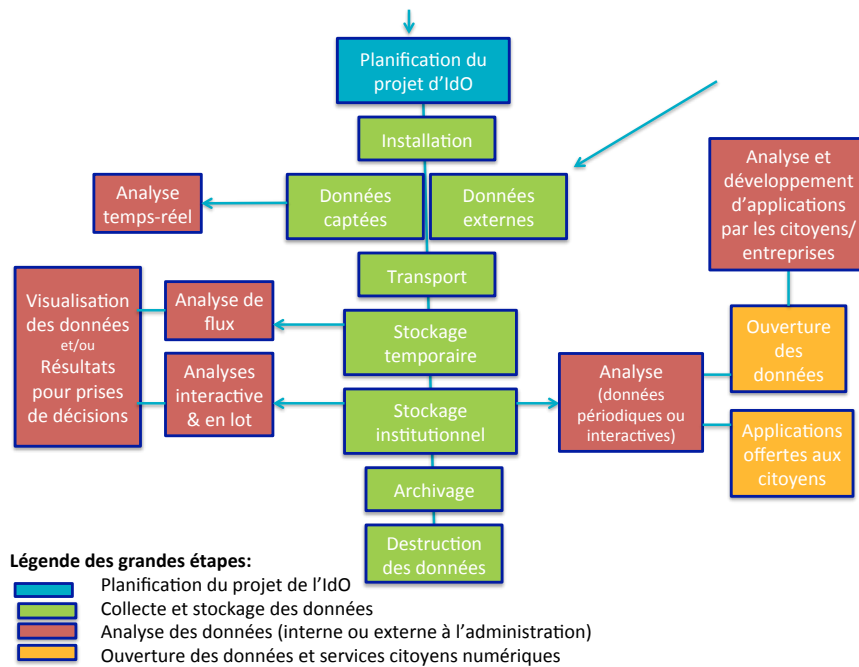 Planification du
projet d'IdO
Installation
Analyse et
développement
d'applications
par les citoyens/
entreprises
Analyse
temps-réel
Données
captées
Données
externes
Transport
Visualisation
des données
et/ou
Résultats
pour prises
de décisions
Analyse de
flux
Stockage
temporaire
Ouverture
des
données
Analyses
interactive
& en lot
Stockage
institutionnel
Analyse
(données
périodiques ou
interactives)
Applications
offertes aux
citoyens
Archivage
Destruction
des données
Légende des grandes étapes:
Planification du projet de l'IdO
Collecte et stockage des données
Analyse des données (interne ou externe à l'administration)
Ouverture des données et services citoyens numériques